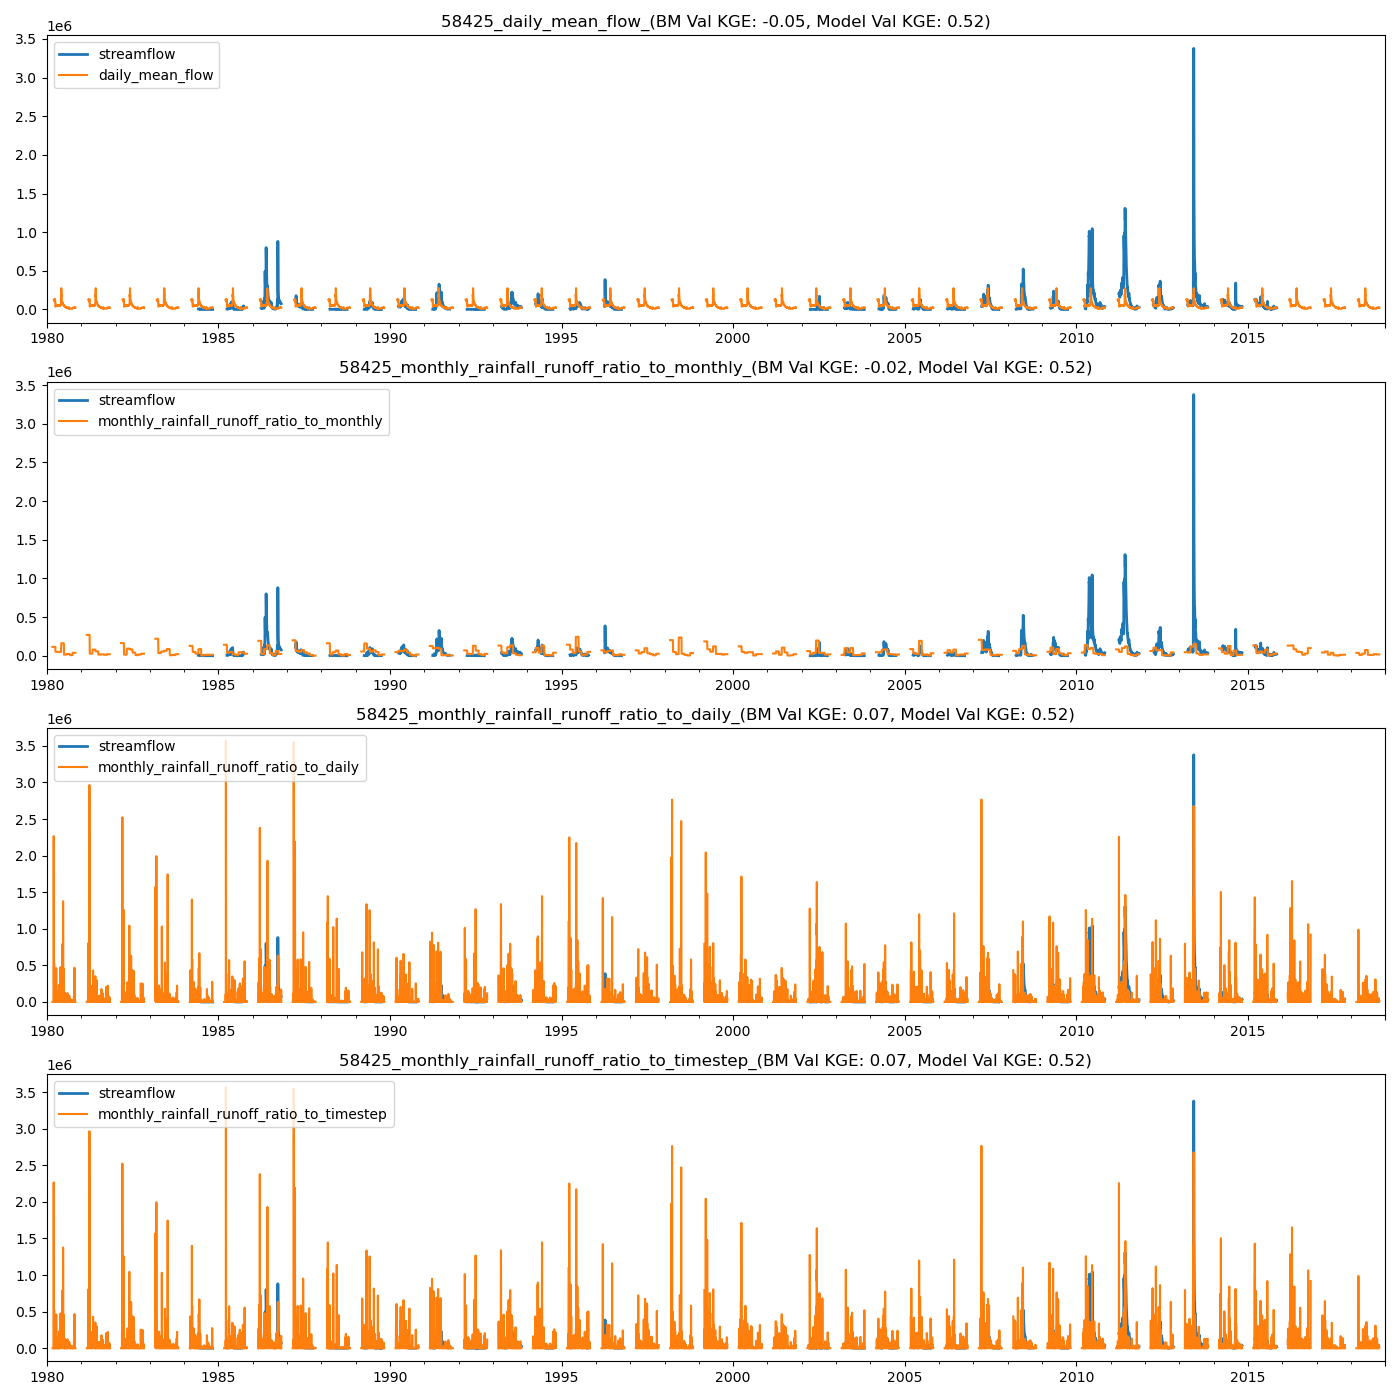 58425_daily_mean_flow_(BM Val KGE: -0.05, Model Val KGE: 0.52)
1e6
streamflow
daily_mean_flow
3.5
3.0
2.5
2.0
1.5
1.0
0.5
0.0
1980 1985 1990 1995 2000 2005 2010 2015
58425_monthly_rainfall_runoff_ratio_to_monthly_(BM Val KGE: -0.02, Model Val KGE: 0.52)
1e6
streamflow
monthly_rainfall_runoff_ratio_to_monthly
3.5
3.0
2.5
2.0
1.5
1.0
0.5
0.0
1980 1985 1990 1995 2000 2005 2010 2015
58425_monthly_rainfall_runoff_ratio_to_daily_(BM Val KGE: 0.07, Model Val KGE: 0.52)
1e6
streamflow
monthly_rainfall_runoff_ratio_to_daily
3.5
3.0
2.5
2.0
1.5
1.0
0.5
0.0
1980 1985 1990 1995 2000 2005 2010 2015
58425_monthly_rainfall_runoff_ratio_to_timestep_(BM Val KGE: 0.07, Model Val KGE: 0.52)
1e6
streamflow
monthly_rainfall_runoff_ratio_to_timestep
3.5
3.0
2.5
2.0
1.5
1.0
0.5
0.0
1980 1985 1990 1995 2000 2005 2010 2015